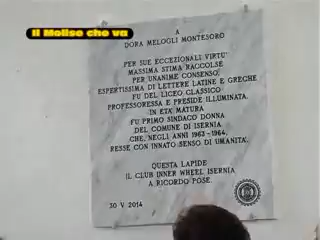 Il Molise che va
A
DORA MELOGLI MONTESORO
PER SUE ECCEZIONALI VIRTU'
MASSIMA STIMA RACCOLSE
PER UNANIME CONSENSO.
ESPERTISSIMA DI LETTERE LATINE E GRECHE
FU DEL LICEO CLASSICO
PROFESSORESSA E PRESIDE ILLUMINATA.
IN ETA' MATURA
FU PRIMO SINDACO DONNA
DEL COMUNE DI ISERNIA
CHE, NEGLI ANNI 1963-1964,
RESSE CON INNATO SENSO DI UMANITA'.
QUESTA LAPIDE
IL CLUB INNER WHEEL ISERNIA
A RICORDO POSE.
30 V 2014